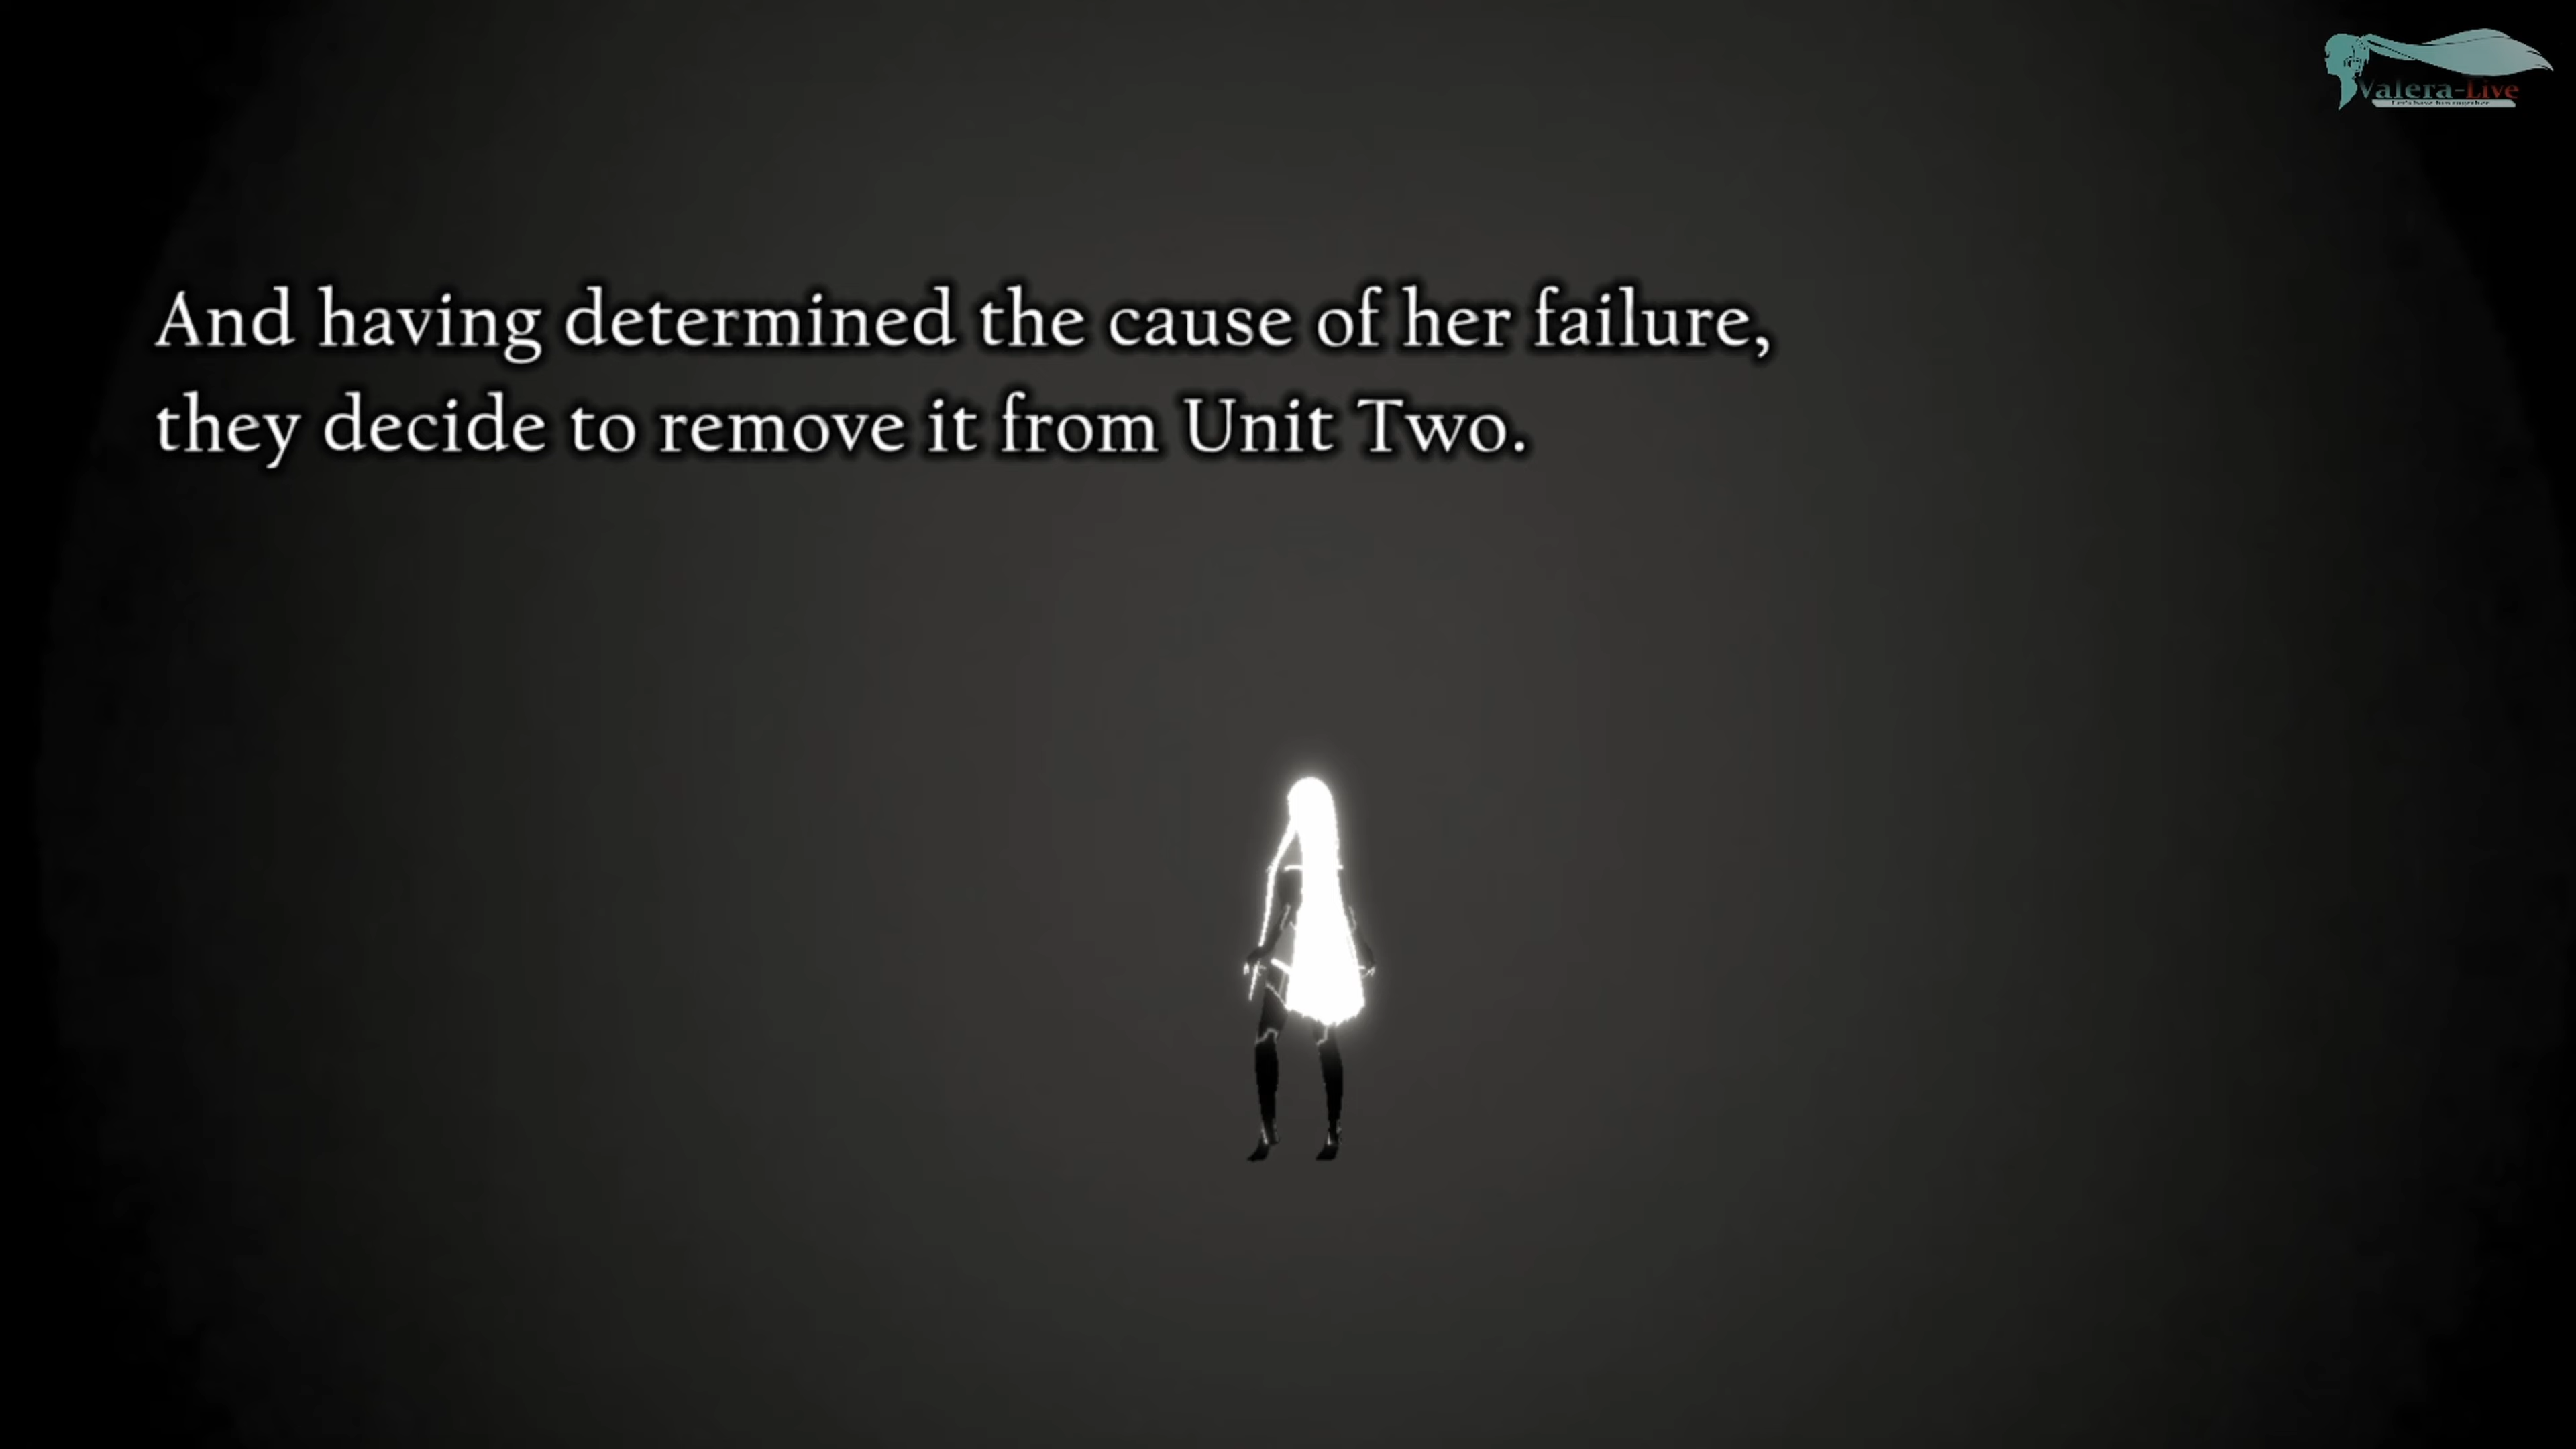 Valera-Live
And having determined the cause of her failure,
they decide to remove it from Unit Two.